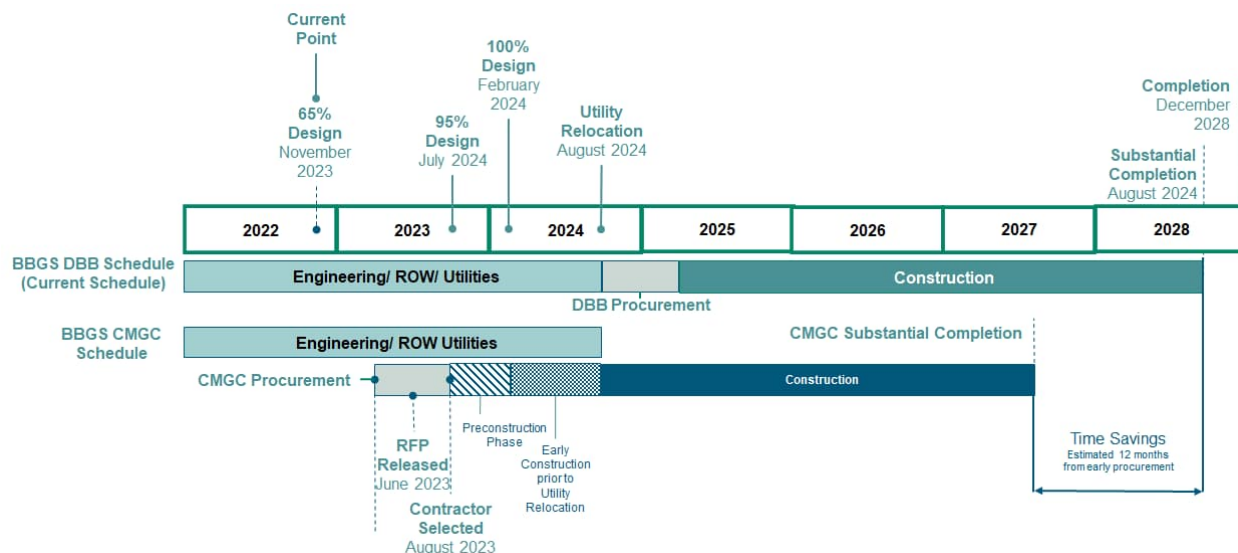 Current
Point
65%
Design
November
2023
95%
Design
July 2024
100%
Design
February
2024
Utility
Relocation
August 2024
Completion
December
2028
Substantial
Completion
August 2024
2022
2023
2024
2025
2026
2027
2028
BBGS DBB Schedule
(Current Schedule)
Engineering/ ROW/ Utilities
Construction
DBB Procurement
BBGS CMGC
Schedule
Engineering/ ROW Utilities
CMGC Substantial Completion
CMGC Procurement
Construction
RFP
Released
June 2023
Contractor
Selected
August 2023
Preconstruction
Phase
Early
Construction
prior to
Utility
Relocation
Time Savings
Estimated 12 months
from early procurement